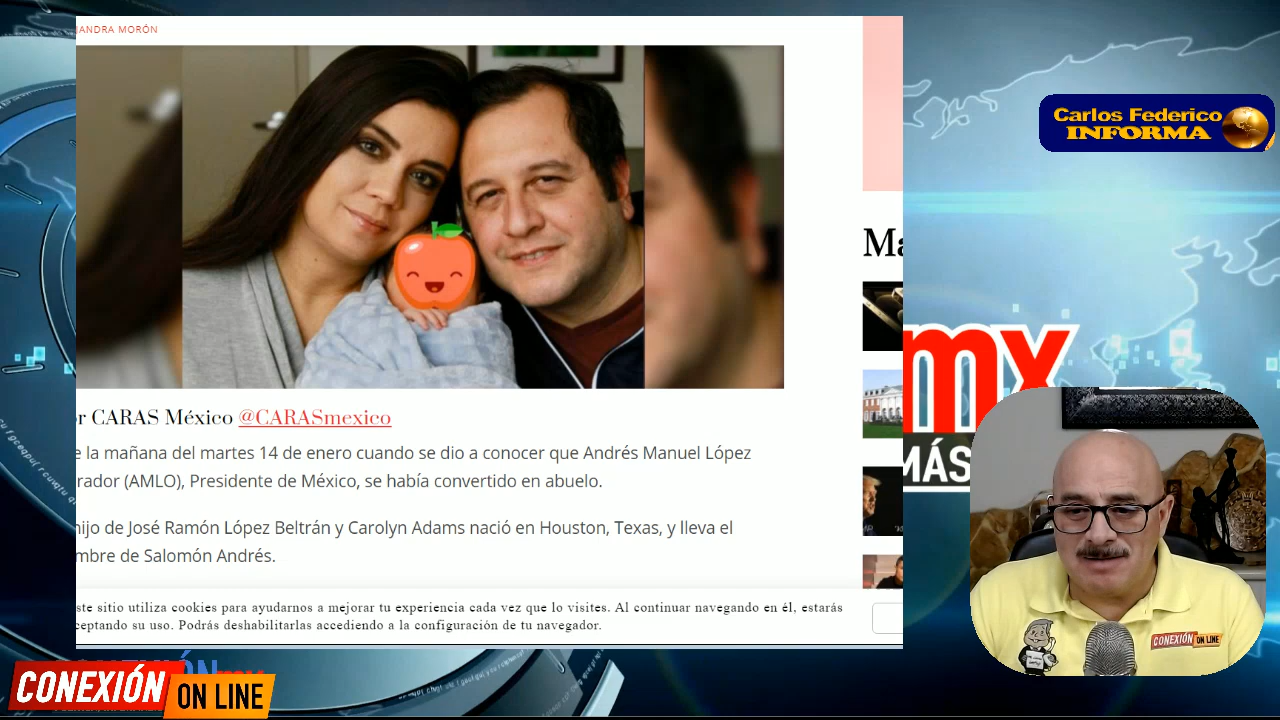 JANDRA MORÓN
Carlos Federico
INFORMA
Ma
or CARAS México @CARASmexico
e la mañana del martes 14 de enero cuando se dio a conocer que Andrés Manuel López
rador (AMLO), Presidente de México, se había convertido en abuelo.
hijo de José Ramón López Beltrán y Carolyn Adams nació en Houston, Texas, y lleva el
mbre de Salomón Andrés.
ste sitio utiliza cookies para ayudarnos a mejorar tu experiencia cada vez que lo visites. Al continuar navegando en él, estarás
ceptando su uso. Podrás deshabilitarlas accediendo a la configuración de tu navegador.
mx
MÁS
CONEXIÓN ON LINE
CONEXIÓN
CONEXIÓN ON LINE